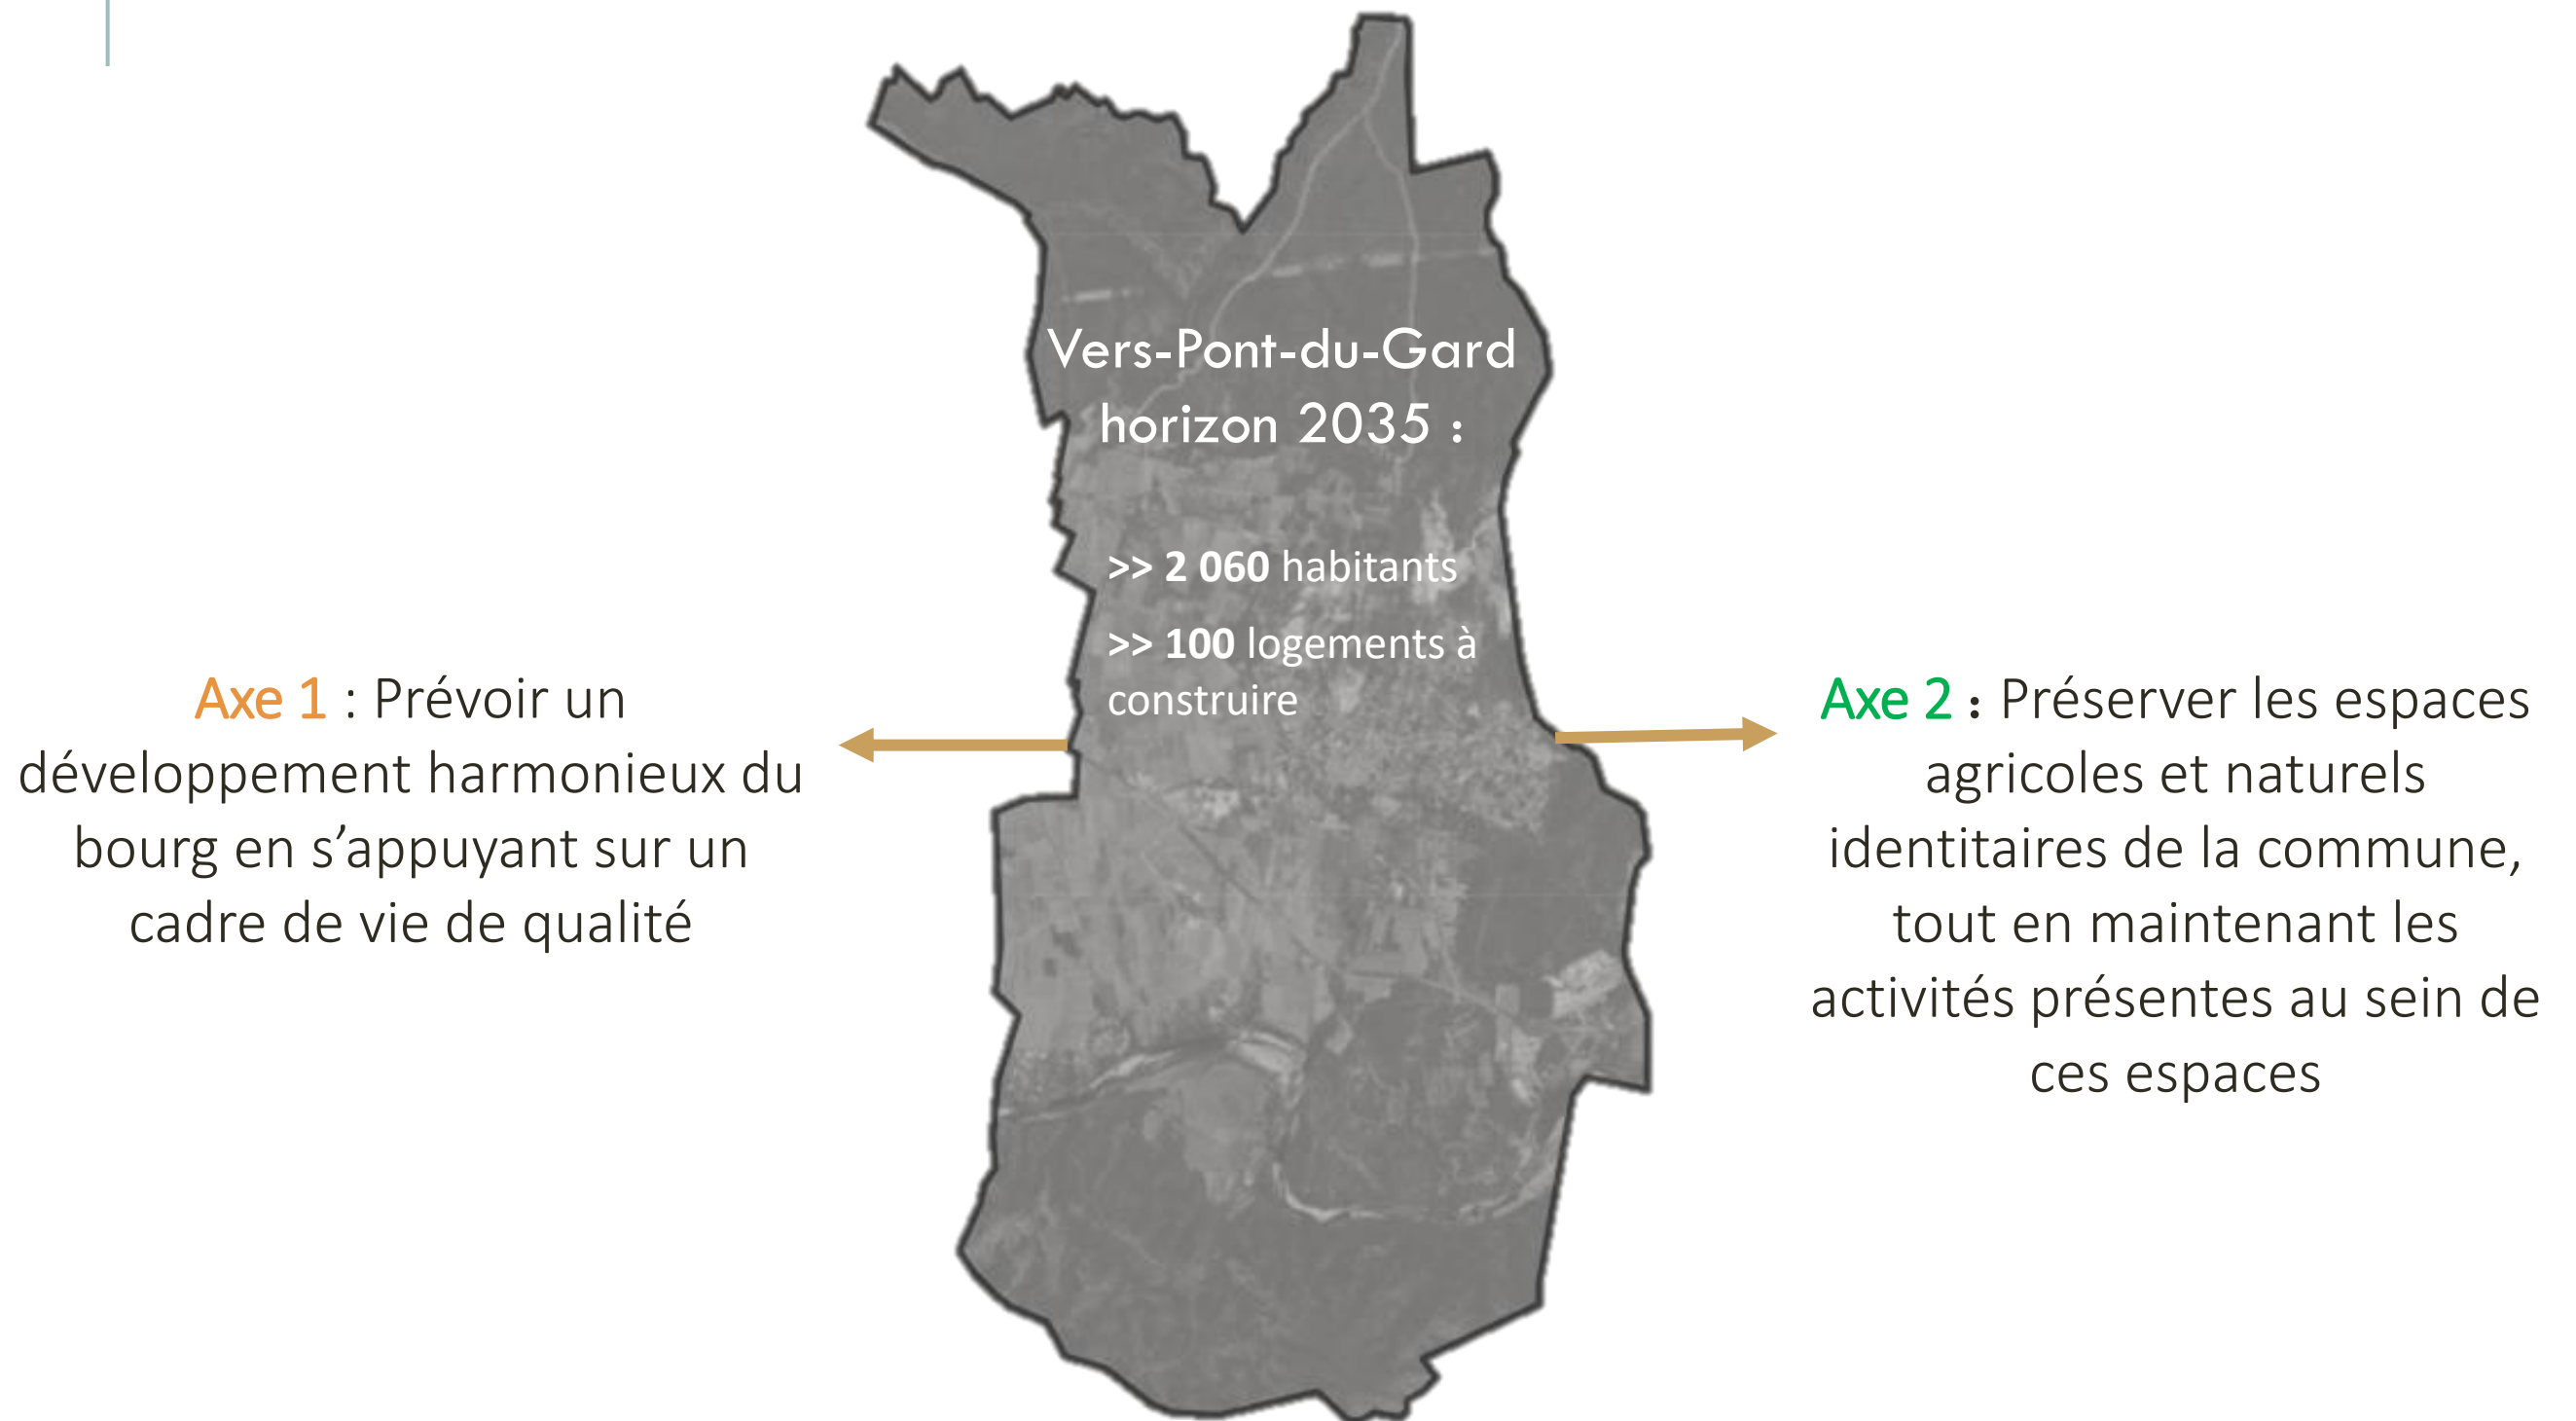 Vers-Pont-du-Gard
horizon 2035 :
>> 2 060 habitants
>> 100 logements à
construire
Axe 1 : Prévoir un
développement harmonieux du
bourg en s’appuyant sur un
cadre de vie de qualité
Axe 2 : Préserver les espaces
agricoles et naturels
identitaires de la commune,
tout en maintenant les
activités présentes au sein de
ces espaces